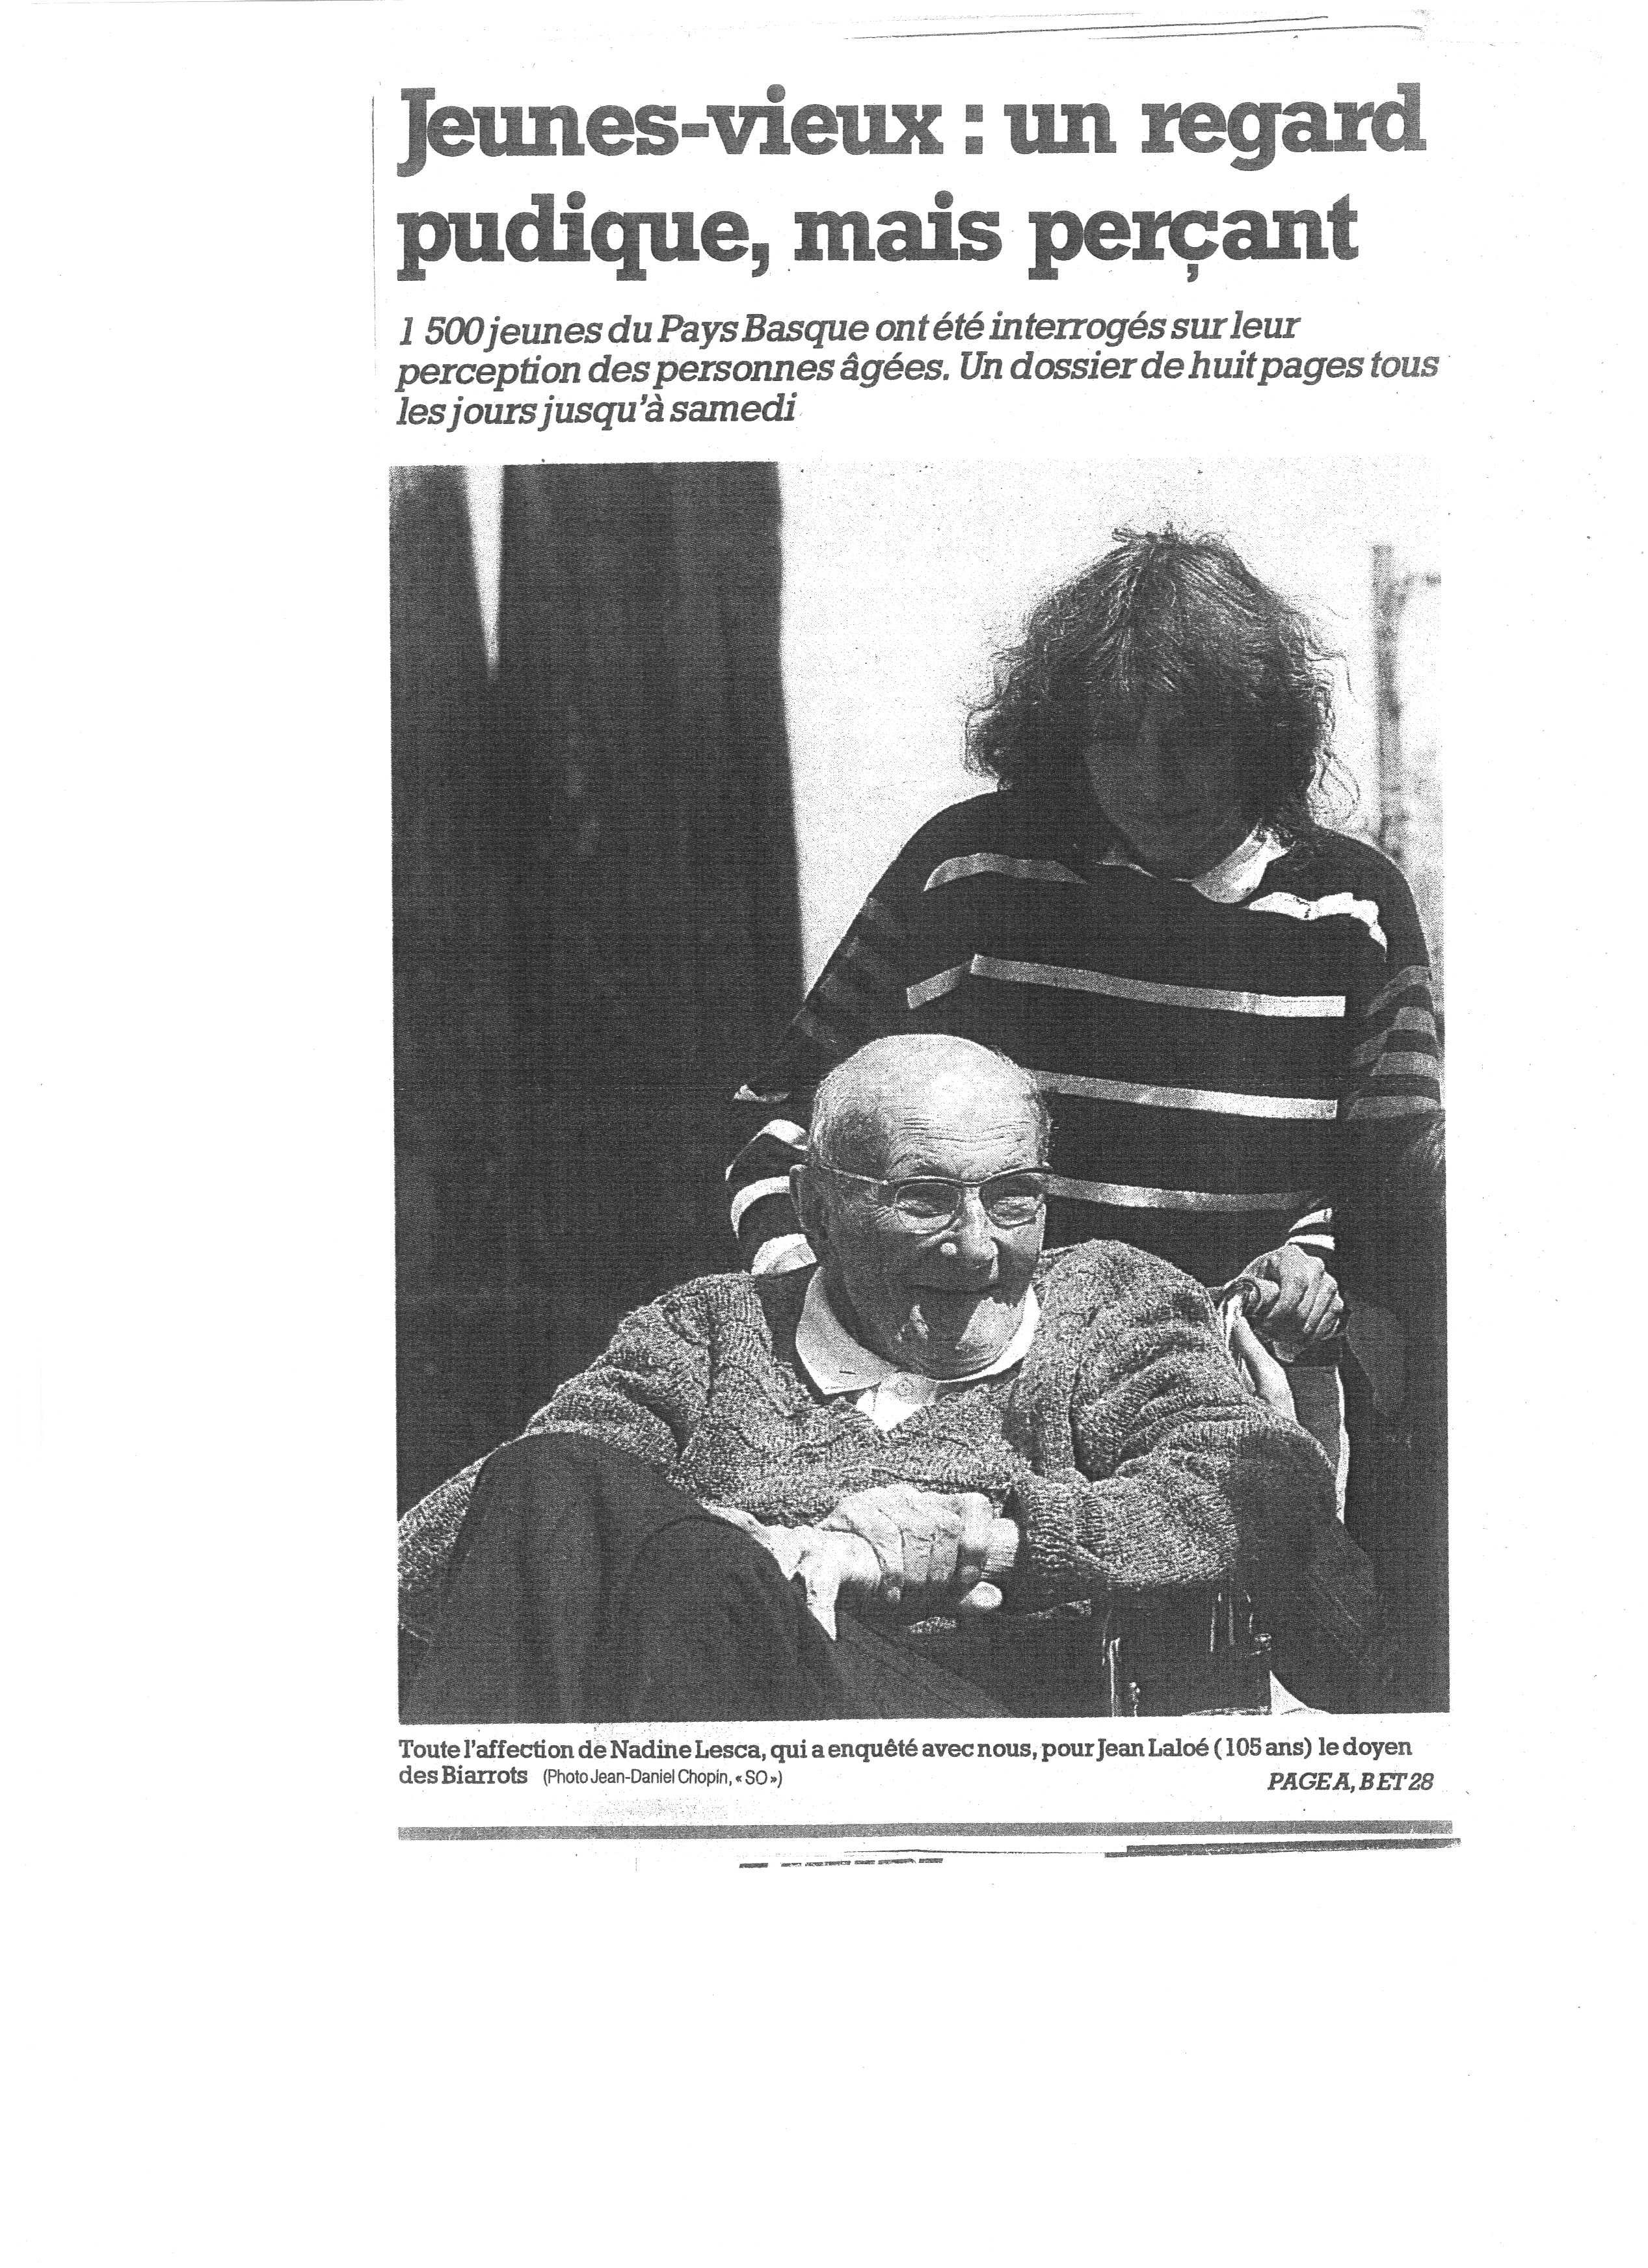 Jeunes-vieux : un regard
pudique, mais perçant
1 500 jeunes du Pays Basque ont été interrogés sur leur
perception des personnes âgées. Un dossier de huit pages tous
les jours jusqu'à samedi
Toute l'affection de Nadine Lesca, qui a enquêté avec nous, pour Jean Laloé (105 ans) le doyen
des Biarrots (Photo Jean-Daniel Chopin, « SO »)
PAGE A, B ET 28